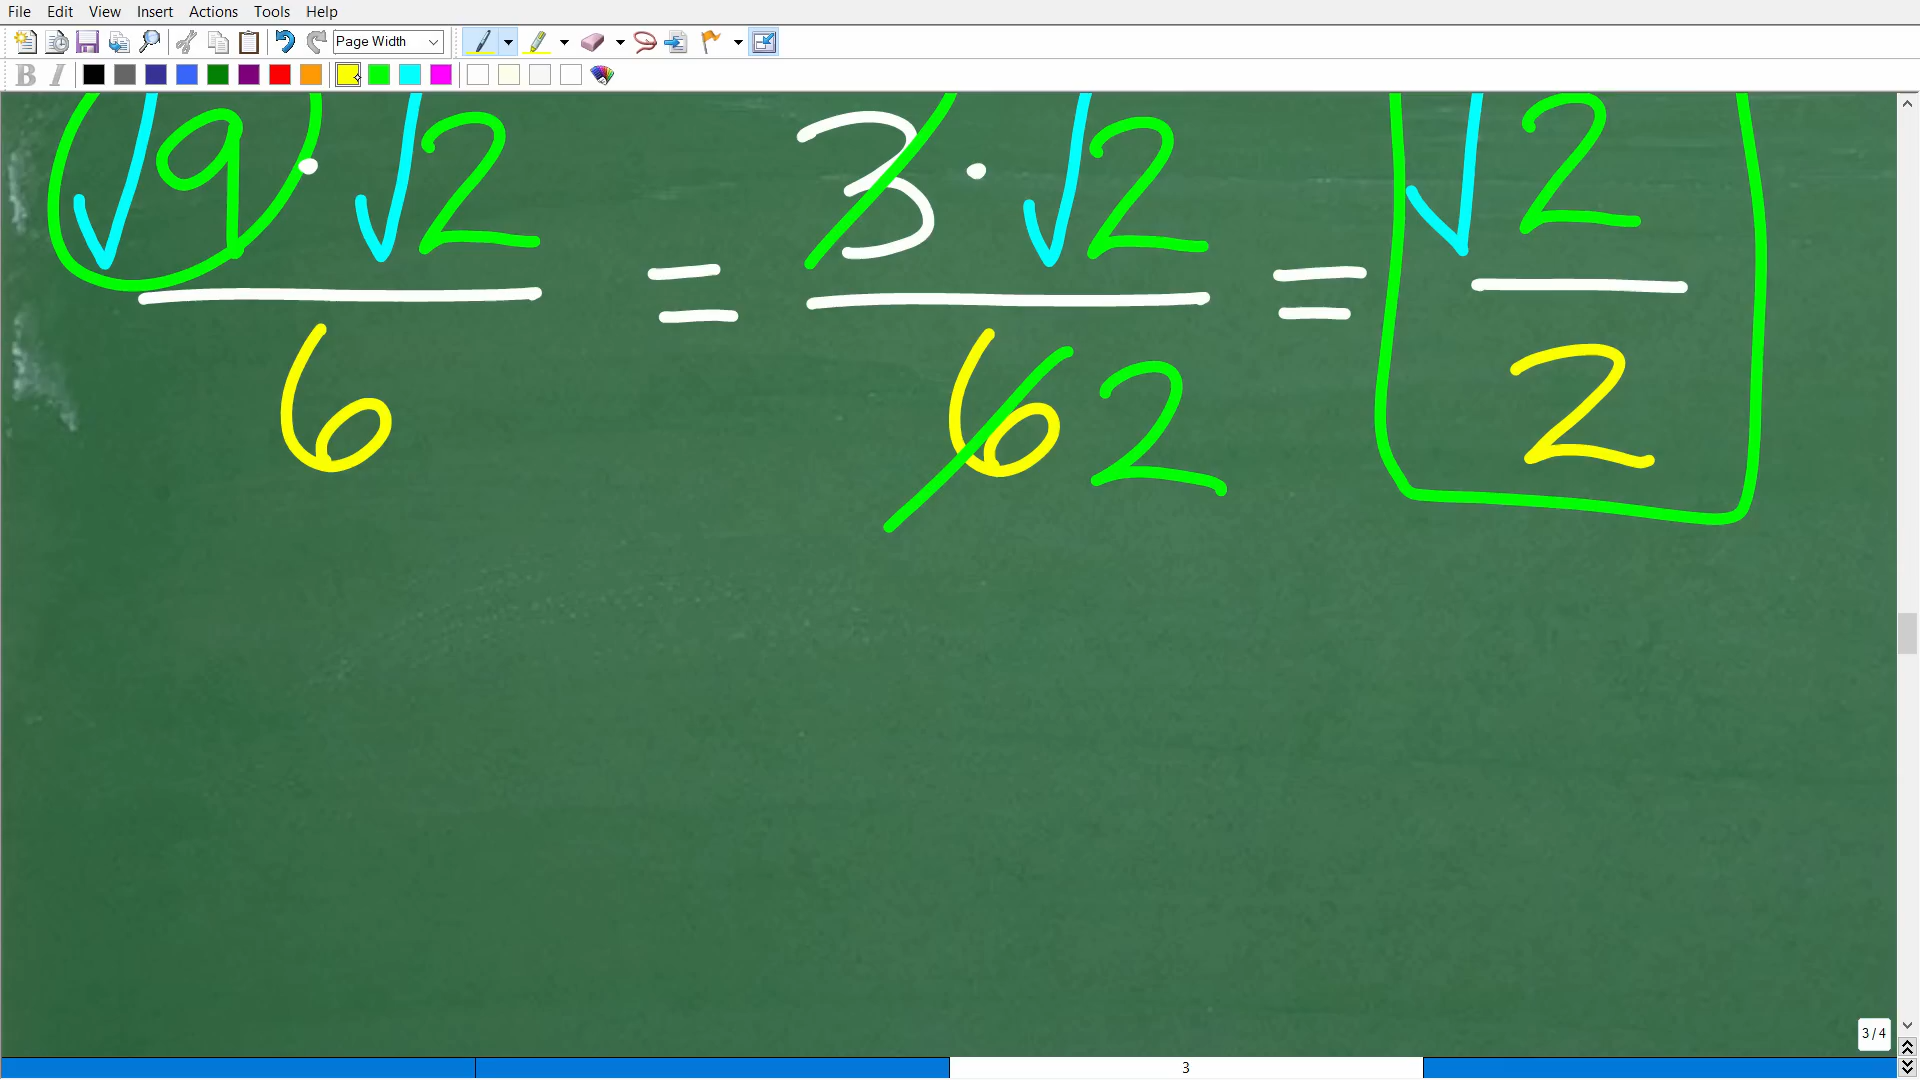 File Edit View Insert Actions Tools Help
Page Width
B I
√9 · √2 / 6 = 3 · √2 / 6 2 = √2 / 2
3 / 4
3